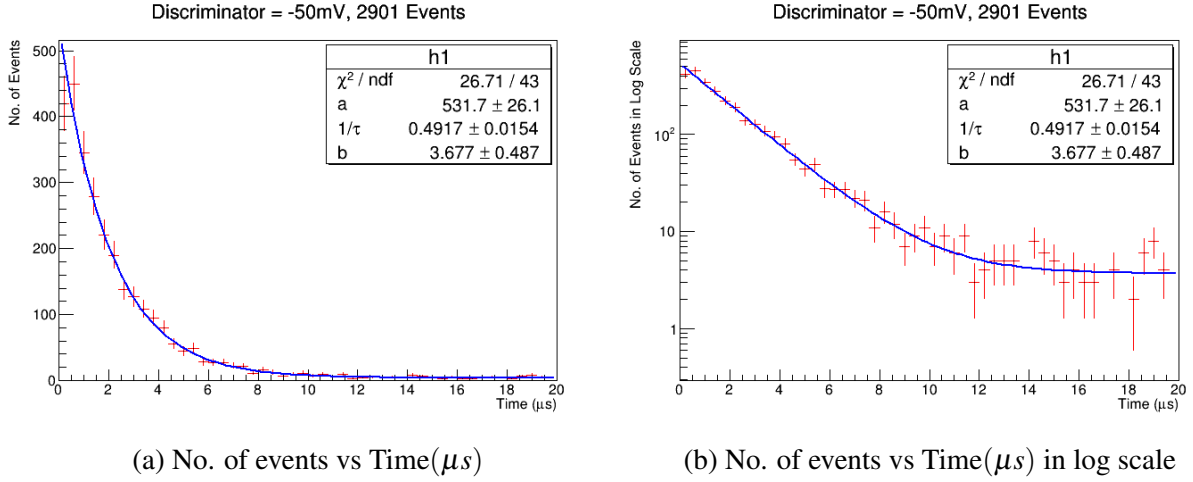 Discriminator = -50mV, 2901 Events
No. of Events
500
400
300
200
100
0
h1
χ² / ndf 26.71 / 43
a 531.7 ± 26.1
1/τ 0.4917 ± 0.0154
b 3.677 ± 0.487
0 2 4 6 8 10 12 14 16 18 20
Time (μs)
(a) No. of events vs Time(μs)
Discriminator = -50mV, 2901 Events
No. of Events in Log Scale
10²
10
1
h1
χ² / ndf 26.71 / 43
a 531.7 ± 26.1
1/τ 0.4917 ± 0.0154
b 3.677 ± 0.487
0 2 4 6 8 10 12 14 16 18 20
Time (μs)
(b) No. of events vs Time(μs) in log scale